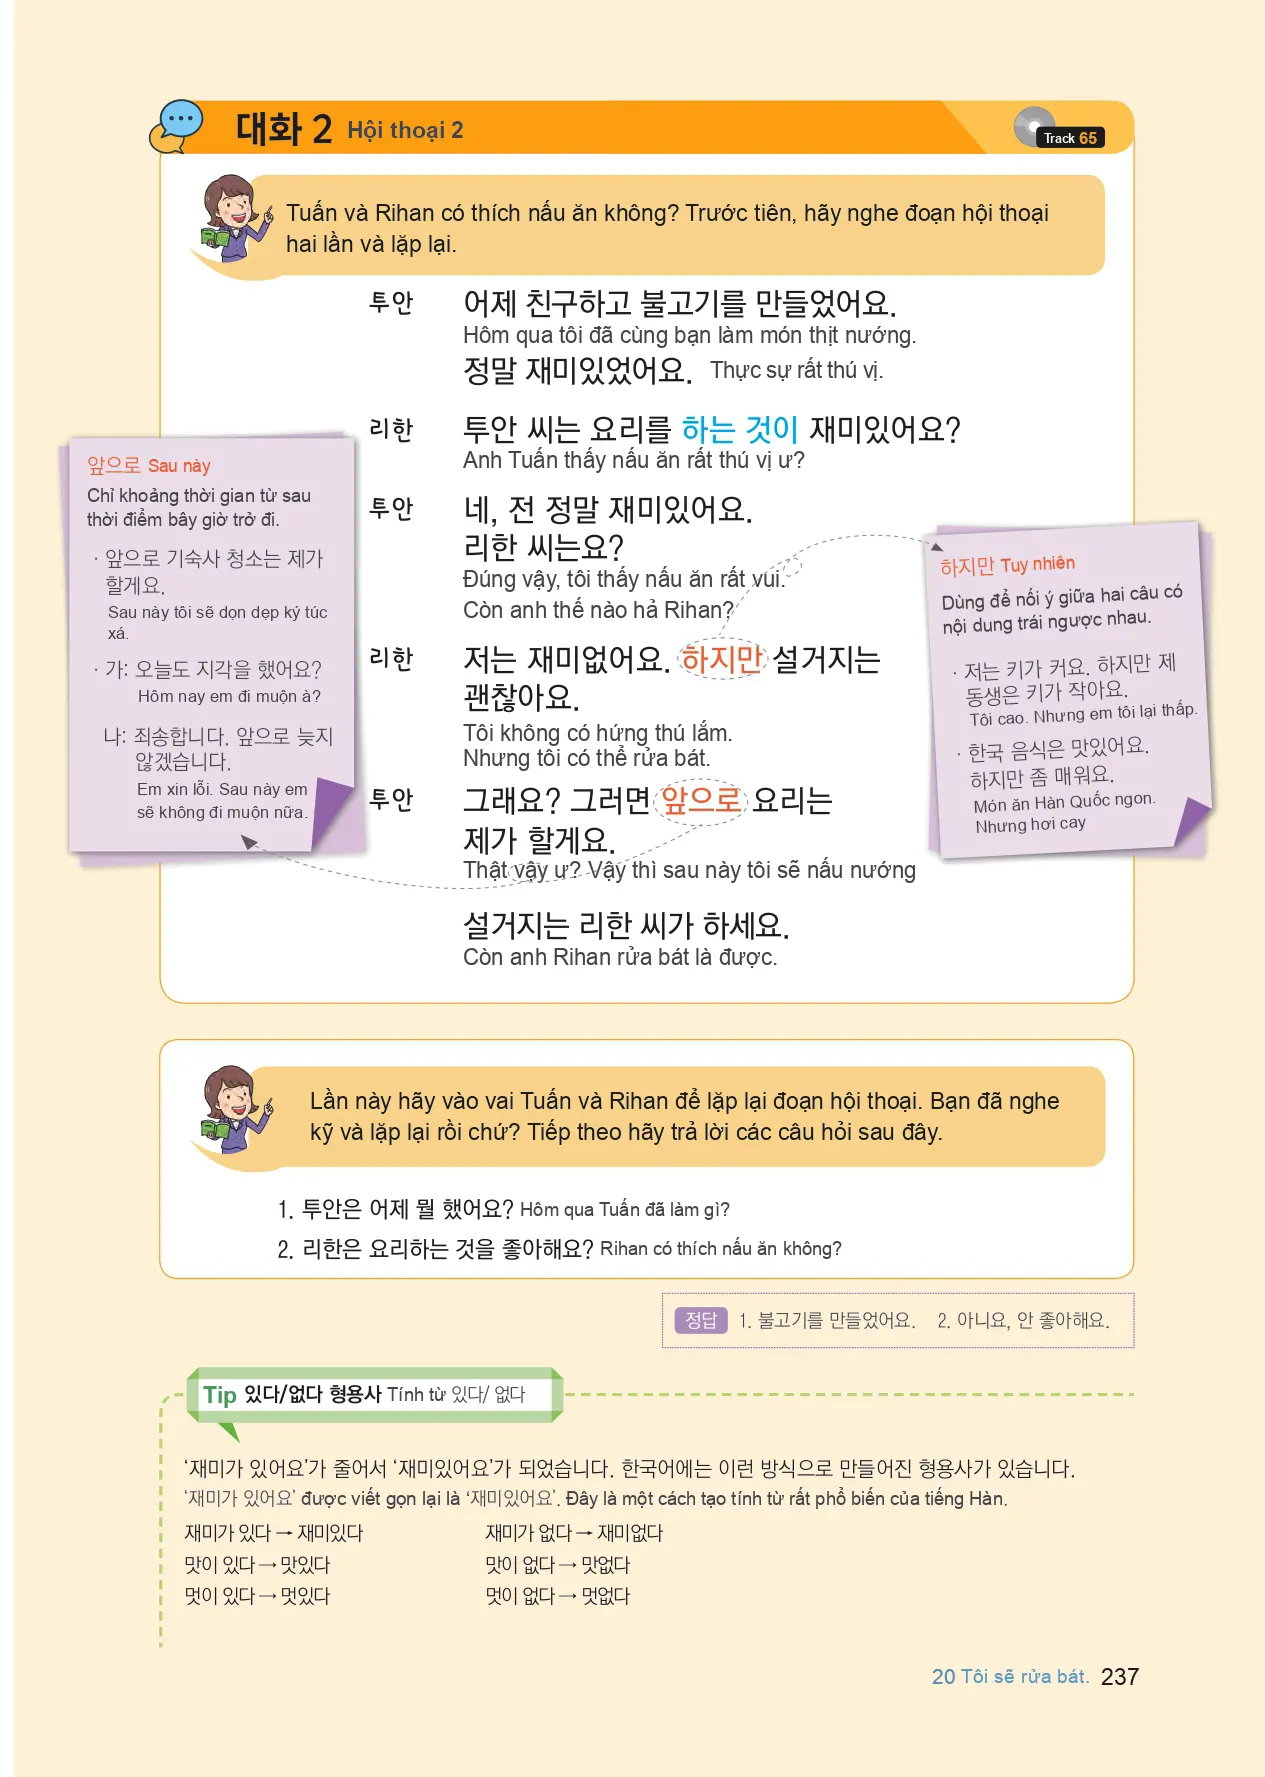 대화 2 Hội thoại 2
Track 65
Tuấn và Rihan có thích nấu ăn không? Trước tiên, hãy nghe đoạn hội thoại
hai lần và lặp lại.
투안 어제 친구하고 불고기를 만들었어요.
Hôm qua tôi đã cùng bạn làm món thịt nướng.
정말 재미있었어요. Thực sự rất thú vị.
리한 투안 씨는 요리를 하는 것이 재미있어요?
Anh Tuấn thấy nấu ăn rất thú vị ư?
투안 네, 전 정말 재미있어요.
리한 씨는요?
Đúng vậy, tôi thấy nấu ăn rất vui.
Còn anh thế nào hả Rihan?
리한 저는 재미없어요. 하지만 설거지는
괜찮아요.
Tôi không có hứng thú lắm.
Nhưng tôi có thể rửa bát.
투안 그래요? 그러면 앞으로 요리는
제가 할게요.
Thật vậy ư? Vậy thì sau này tôi sẽ nấu nướng
설거지는 리한 씨가 하세요.
Còn anh Rihan rửa bát là được.
앞으로 Sau này
Chỉ khoảng thời gian từ sau
thời điểm bây giờ trở đi.
· 앞으로 기숙사 청소는 제가
할게요.
Sau này tôi sẽ dọn dẹp ký túc
xá.
· 가: 오늘도 지각을 했어요?
Hôm nay em đi muộn à?
나: 죄송합니다. 앞으로 늦지
않겠습니다.
Em xin lỗi. Sau này em
sẽ không đi muộn nữa.
하지만 Tuy nhiên
Dùng để nối ý giữa hai câu có
nội dung trái ngược nhau.
· 저는 키가 커요. 하지만 제
동생은 키가 작아요.
Tôi cao. Nhưng em tôi lại thấp.
· 한국 음식은 맛있어요.
하지만 좀 매워요.
Món ăn Hàn Quốc ngon.
Nhưng hơi cay
Lần này hãy vào vai Tuấn và Rihan để lặp lại đoạn hội thoại. Bạn đã nghe
kỹ và lặp lại rồi chứ? Tiếp theo hãy trả lời các câu hỏi sau đây.
1. 투안은 어제 뭘 했어요? Hôm qua Tuấn đã làm gì?
2. 리한은 요리하는 것을 좋아해요? Rihan có thích nấu ăn không?
정답 1. 불고기를 만들었어요. 2. 아니요, 안 좋아해요.
Tip 있다/없다 형용사 Tính từ 있다/ 없다
‘재미가 있어요’가 줄어서 ‘재미있어요’가 되었습니다. 한국어에는 이런 방식으로 만들어진 형용사가 있습니다.
‘재미가 있어요’ được viết gọn lại là ‘재미있어요’. Đây là một cách tạo tính từ rất phổ biến của tiếng Hàn.
재미가 있다 → 재미있다 재미가 없다 → 재미없다
맛이 있다 → 맛있다 맛이 없다 → 맛없다
멋이 있다 → 멋있다 멋이 없다 → 멋없다
20 Tôi sẽ rửa bát. 237